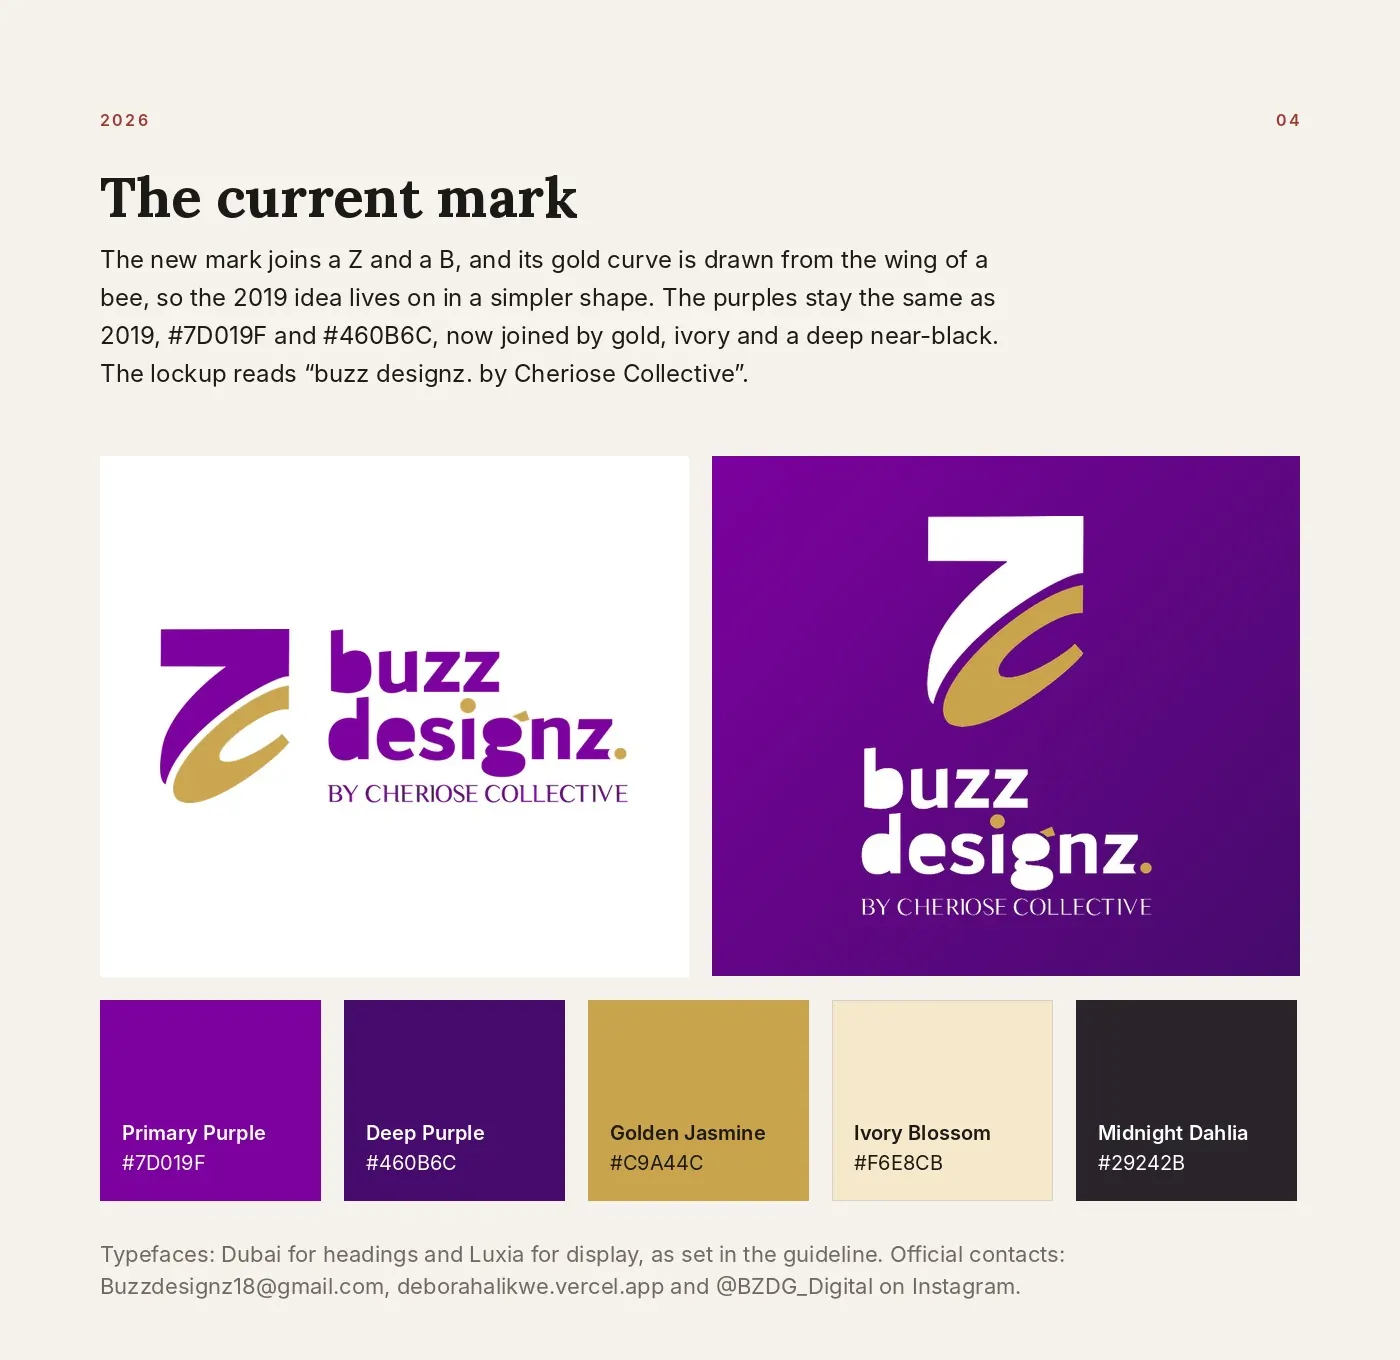 2026
04
The current mark
The new mark joins a Z and a B, and its gold curve is drawn from the wing of a
bee, so the 2019 idea lives on in a simpler shape. The purples stay the same as
2019, #7D019F and #460B6C, now joined by gold, ivory and a deep near-black.
The lockup reads “buzz designz. by Cheriose Collective”.
buzz
designz.
BY CHERIOSE COLLECTIVE
buzz
designz.
BY CHERIOSE COLLECTIVE
Primary Purple
#7D019F
Deep Purple
#460B6C
Golden Jasmine
#C9A44C
Ivory Blossom
#F6E8CB
Midnight Dahlia
#29242B
Typefaces: Dubai for headings and Luxia for display, as set in the guideline. Official contacts:
Buzzdesignz18@gmail.com, deborahalikwe.vercel.app and @BZDG_Digital on Instagram.